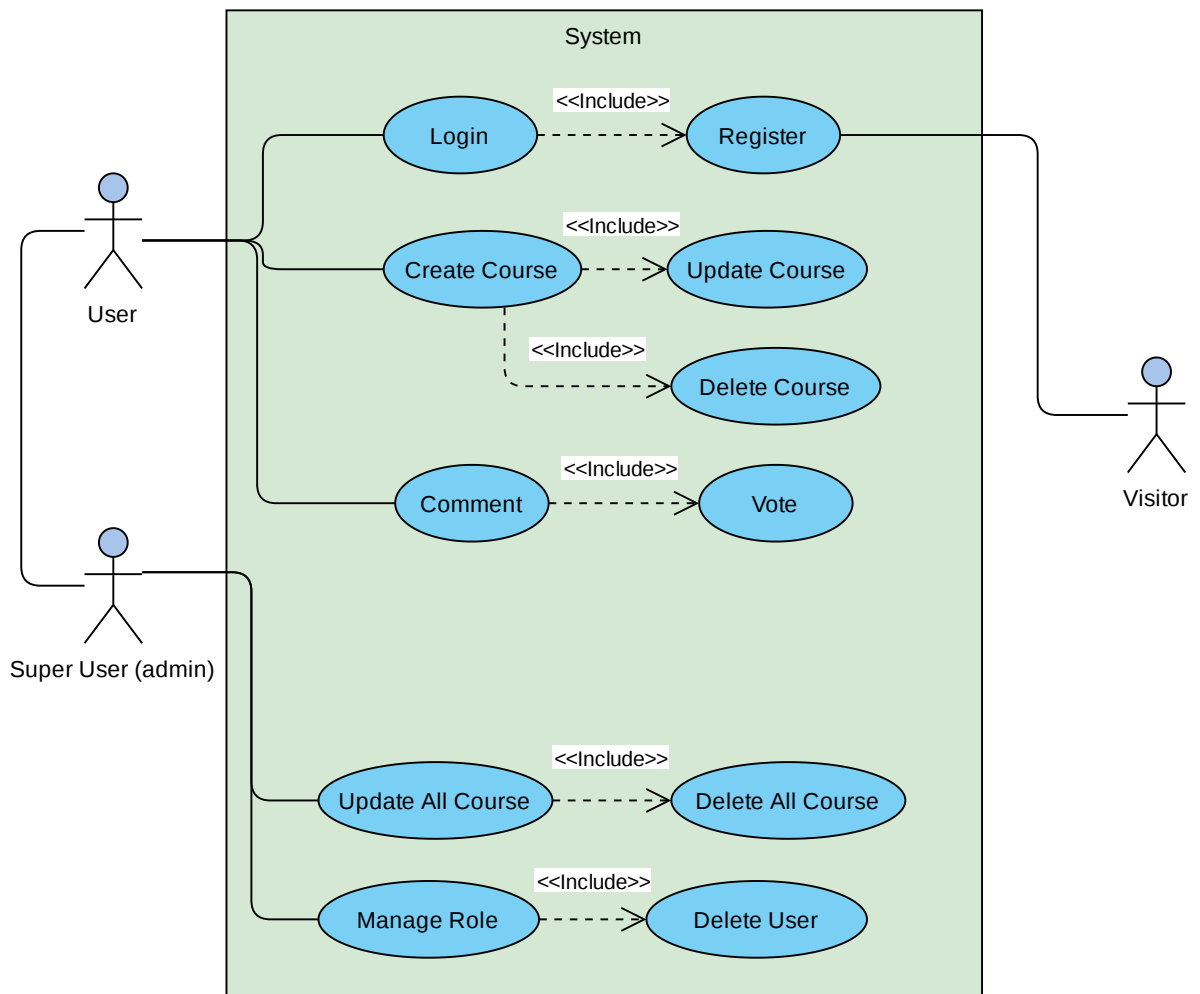 System
<<Include>>
Login
Register
<<Include>>
Create Course
Update Course
User
<<Include>>
Delete Course
<<Include>>
Comment
Vote
Visitor
Super User (admin)
<<Include>>
Update All Course
Delete All Course
<<Include>>
Manage Role
Delete User